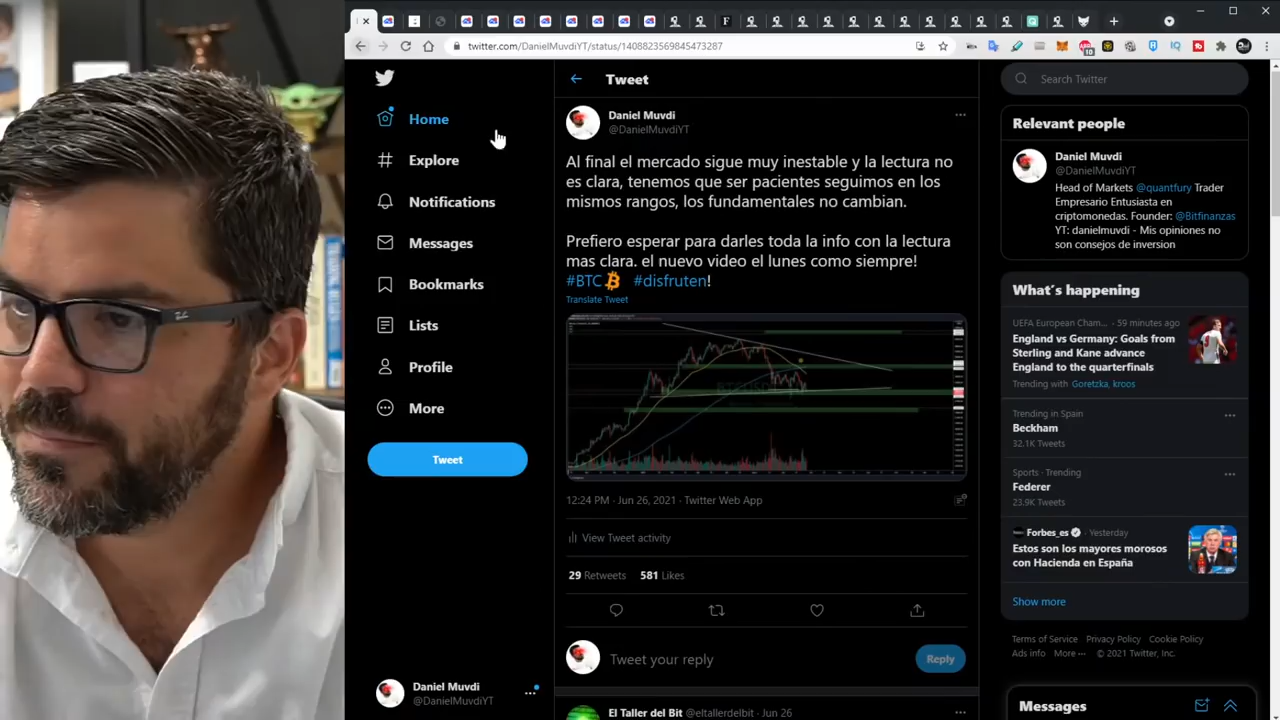 twitter.com/DanielMuvdiYT/status/1408823569845473287
10
Home
Explore
Notifications
Messages
Bookmarks
Lists
Profile
More
Tweet
Daniel Muvdi
@DanielMuvdiYT
Tweet
Daniel Muvdi
@DanielMuvdiYT
Al final el mercado sigue muy inestable y la lectura no
es clara, tenemos que ser pacientes seguimos en los
mismos rangos, los fundamentales no cambian.
Prefiero esperar para darles toda la info con la lectura
mas clara. el nuevo video el lunes como siempre!
#BTC #disfruten!
Translate Tweet
12:24 PM · Jun 26, 2021 · Twitter Web App
View Tweet activity
29 Retweets 581 Likes
Tweet your reply
Reply
El Taller del Bit @eltallerdelbit · Jun 26
Search Twitter
Relevant people
Daniel Muvdi
@DanielMuvdiYT
Head of Markets @quantfury Trader
Empresario Entusiasta en
criptomonedas. Founder: @Bitfinanzas
YT: danielmuvdi - Mis opiniones no
son consejos de inversion
What's happening
UEFA European Cham... · 59 minutes ago
England vs Germany: Goals from
Sterling and Kane advance
England to the quarterfinals
Trending with Goretzka, kroos
Trending in Spain
Beckham
32.1K Tweets
Sports · Trending
Federer
23.9K Tweets
Forbes_es · Yesterday
Estos son los mayores morosos
con Hacienda en España
Show more
Terms of Service Privacy Policy Cookie Policy
Ads info More ··· © 2021 Twitter, Inc.
Messages